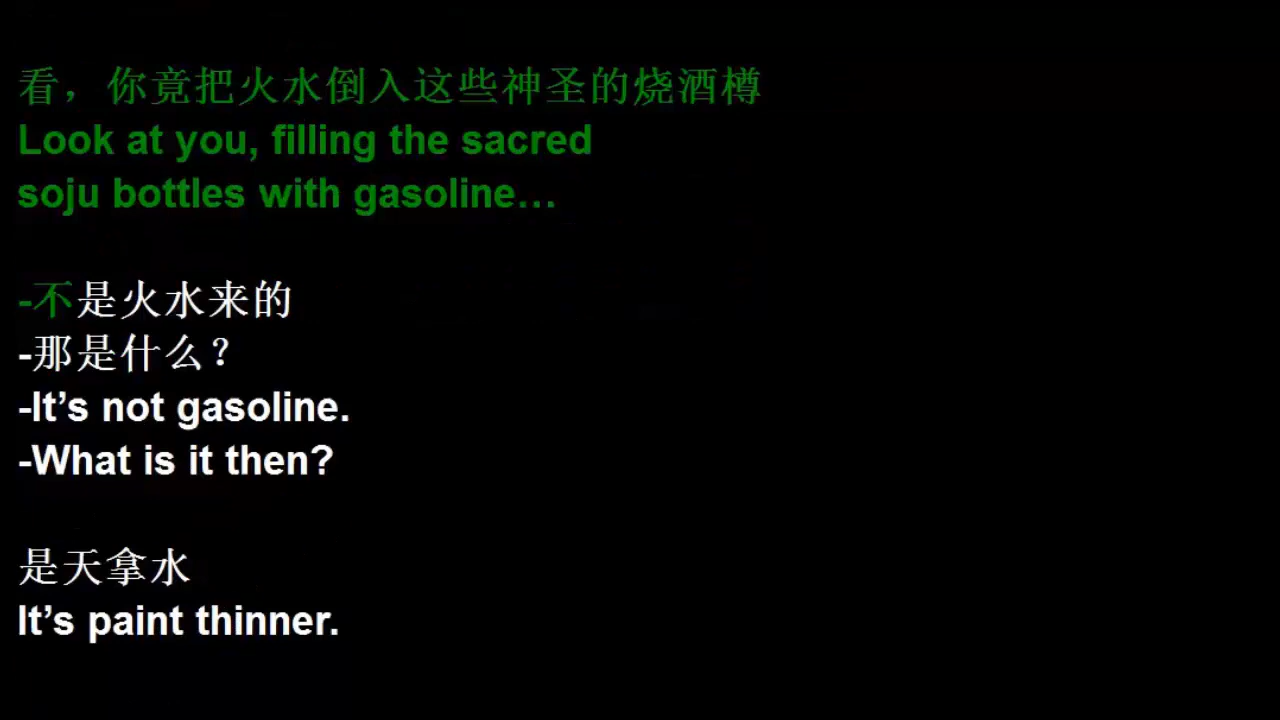 看，你竟把火水倒入这些神圣的烧酒樽
Look at you, filling the sacred
soju bottles with gasoline…
-不是火水来的
-那是什么？
-It’s not gasoline.
-What is it then?
是天拿水
It’s paint thinner.